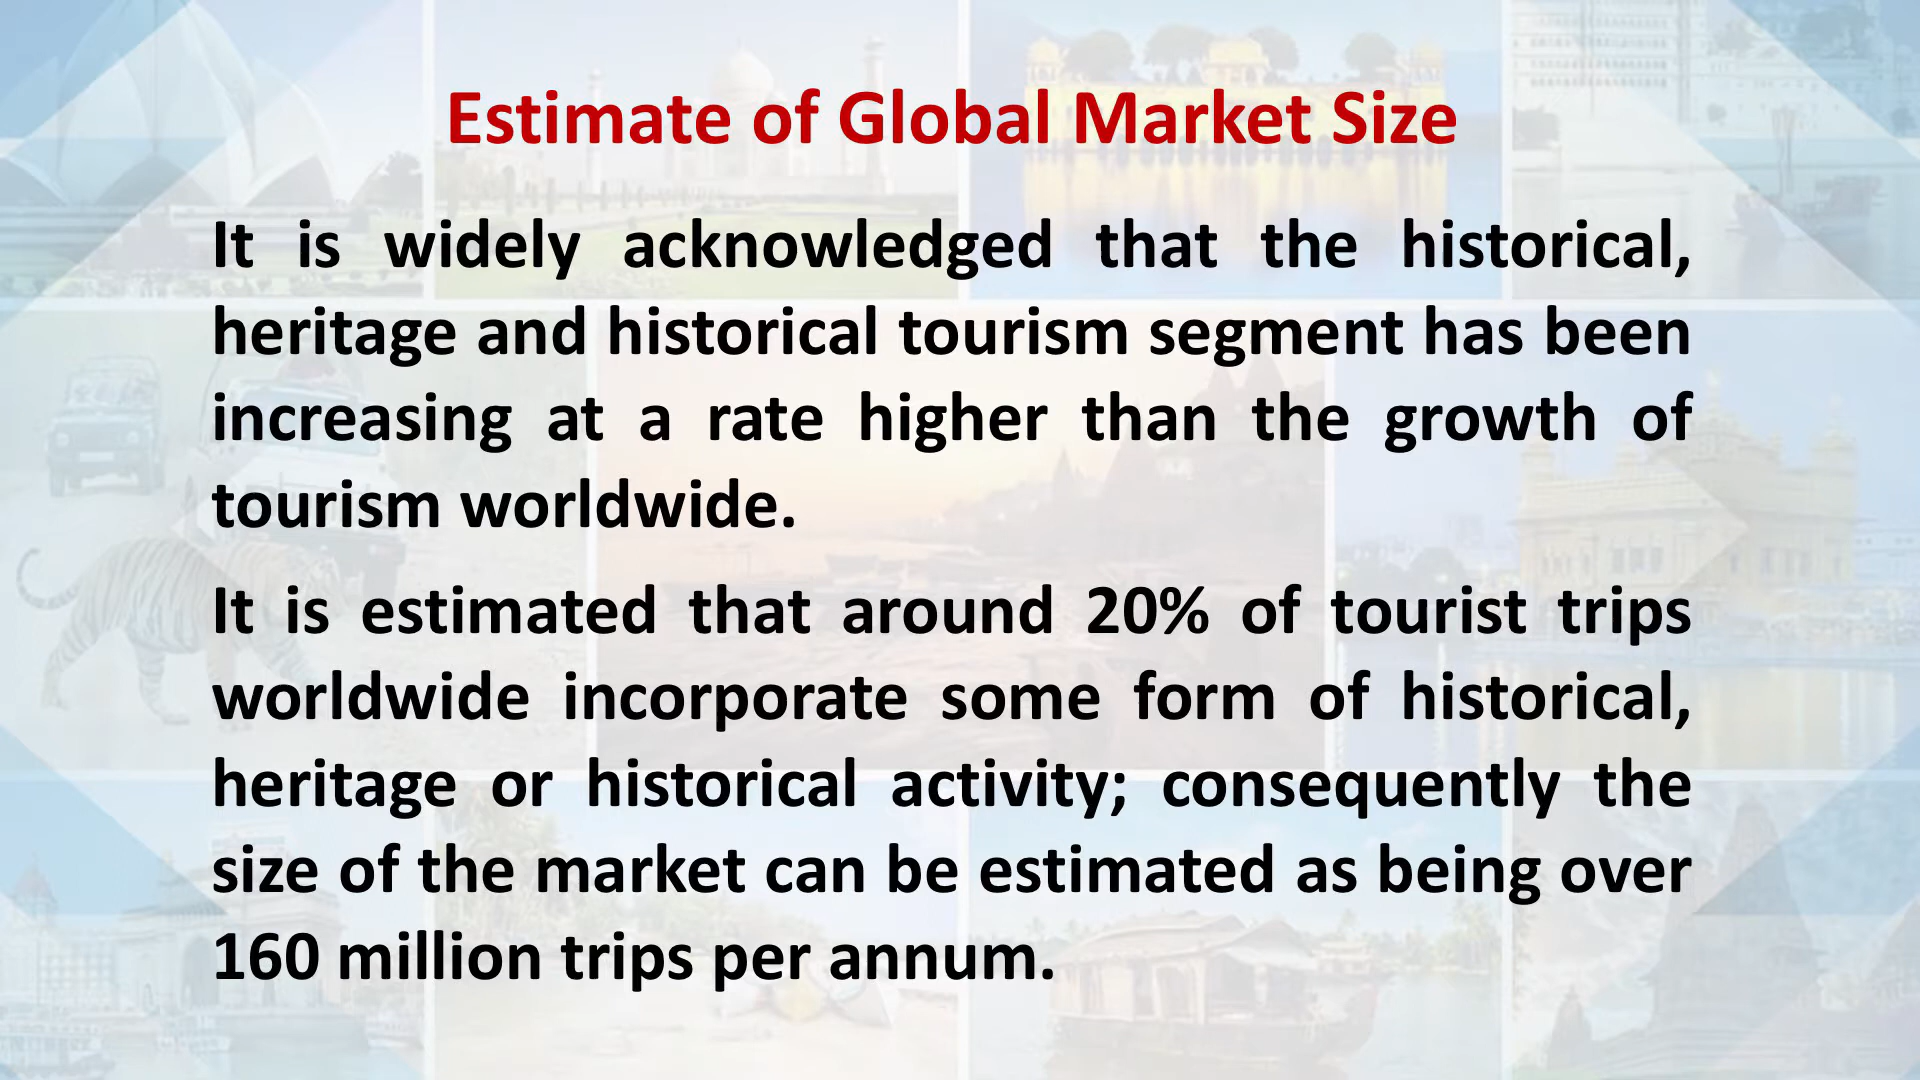 Estimate of Global Market Size
It is widely acknowledged that the historical,
heritage and historical tourism segment has been
increasing at a rate higher than the growth of
tourism worldwide.
It is estimated that around 20% of tourist trips
worldwide incorporate some form of historical,
heritage or historical activity; consequently the
size of the market can be estimated as being over
160 million trips per annum.